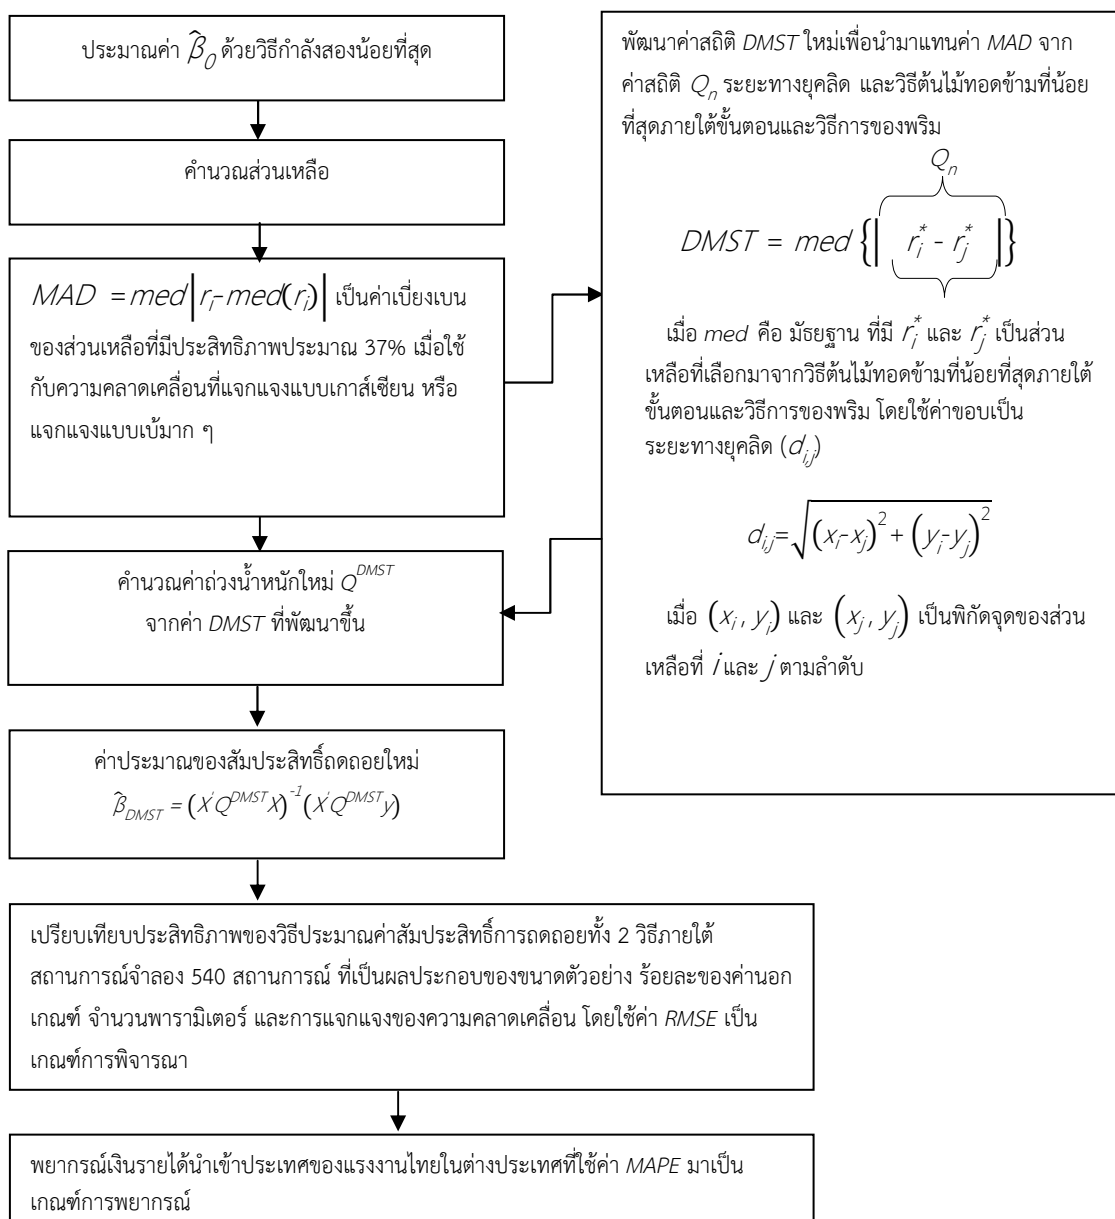 ประมาณค่า β̂₀ ด้วยวิธีกำลังสองน้อยที่สุด
คำนวณส่วนเหลือ
MAD = med|rᵢ-med(rᵢ)| เป็นค่าเบี่ยงเบน
ของส่วนเหลือที่มีประสิทธิภาพประมาณ 37% เมื่อใช้
กับความคลาดเคลื่อนที่แจกแจงแบบเกาส์เซียน หรือ
แจกแจงแบบเบ้มาก ๆ
พัฒนาค่าสถิติ DMST ใหม่เพื่อนำมาแทนค่า MAD จาก
ค่าสถิติ Qₙ ระยะทางยุคลิด และวิธีต้นไม้ทอดข้ามที่น้อย
ที่สุดภายใต้ขั้นตอนและวิธีการของพริม
Qₙ
DMST = med {| rᵢ* - rⱼ* |}
เมื่อ med คือ มัธยฐาน ที่มี rᵢ* และ rⱼ* เป็นส่วน
เหลือที่เลือกมาจากวิธีต้นไม้ทอดข้ามที่น้อยที่สุดภายใต้
ขั้นตอนและวิธีการของพริม โดยใช้ค่าขอบเป็น
ระยะทางยุคลิด (dᵢ,ⱼ)
dᵢ,ⱼ=√(xᵢ-xⱼ)² + (yᵢ-yⱼ)²
เมื่อ (xᵢ, yᵢ) และ (xⱼ, yⱼ) เป็นพิกัดจุดของส่วน
เหลือที่ i และ j ตามลำดับ
คำนวณค่าถ่วงน้ำหนักใหม่ Q^DMST
จากค่า DMST ที่พัฒนาขึ้น
ค่าประมาณของสัมประสิทธิ์ถดถอยใหม่
β̂_DMST = (X'Q^DMST X)⁻¹(X'Q^DMST y)
เปรียบเทียบประสิทธิภาพของวิธีประมาณค่าสัมประสิทธิ์การถดถอยทั้ง 2 วิธีภายใต้
สถานการณ์จำลอง 540 สถานการณ์ ที่เป็นผลประกอบของขนาดตัวอย่าง ร้อยละของค่านอก
เกณฑ์ จำนวนพารามิเตอร์ และการแจกแจงของความคลาดเคลื่อน โดยใช้ค่า RMSE เป็น
เกณฑ์การพิจารณา
พยากรณ์เงินรายได้นำเข้าประเทศของแรงงานไทยในต่างประเทศที่ใช้ค่า MAPE มาเป็น
เกณฑ์การพยากรณ์